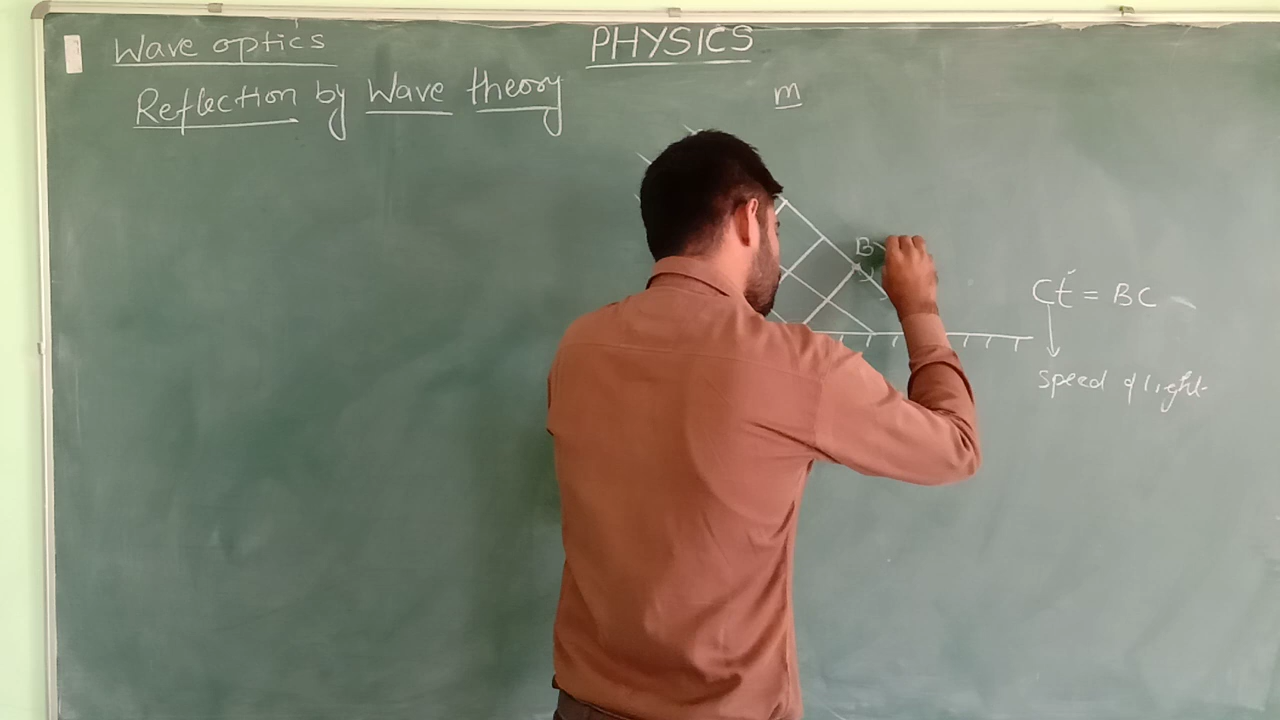 PHYSICS
Wave optics
Reflection by Wave theory
m
B
Ct' = BC
Speed of light